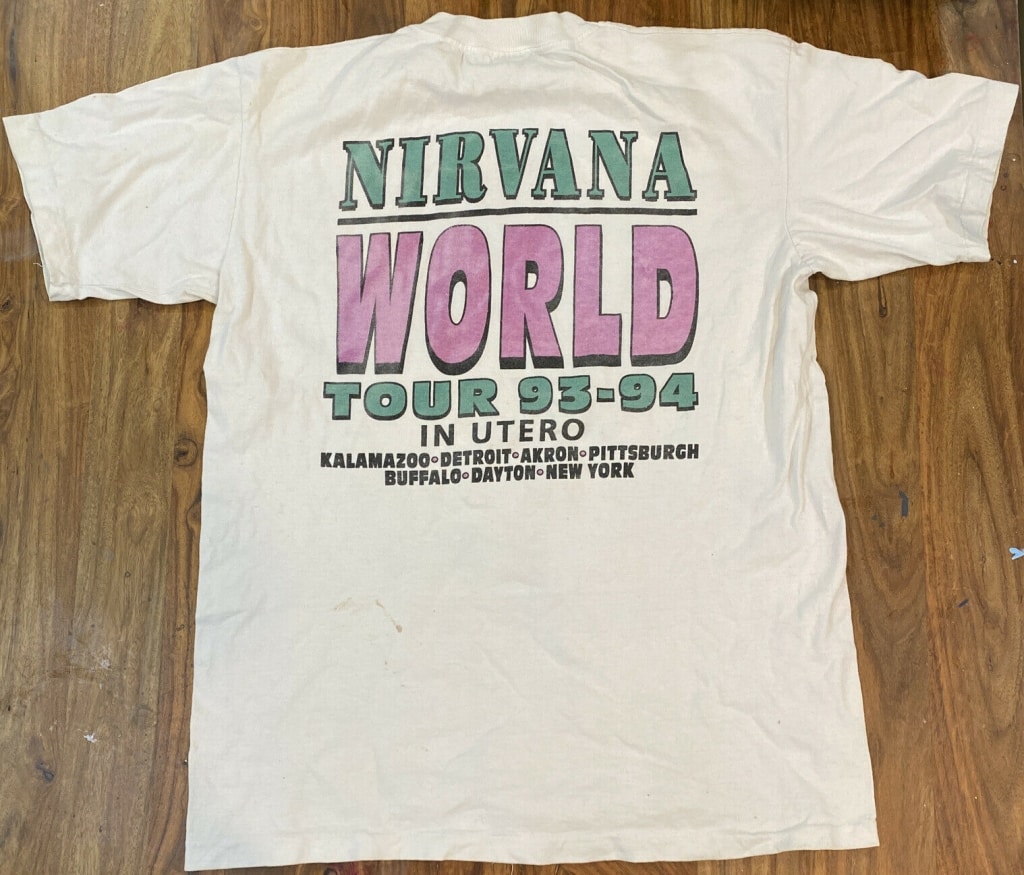 NIRVANA
WORLD
TOUR 93-94
IN UTERO
KALAMAZOO•DETROIT•AKRON•PITTSBURGH
BUFFALO•DAYTON•NEW YORK